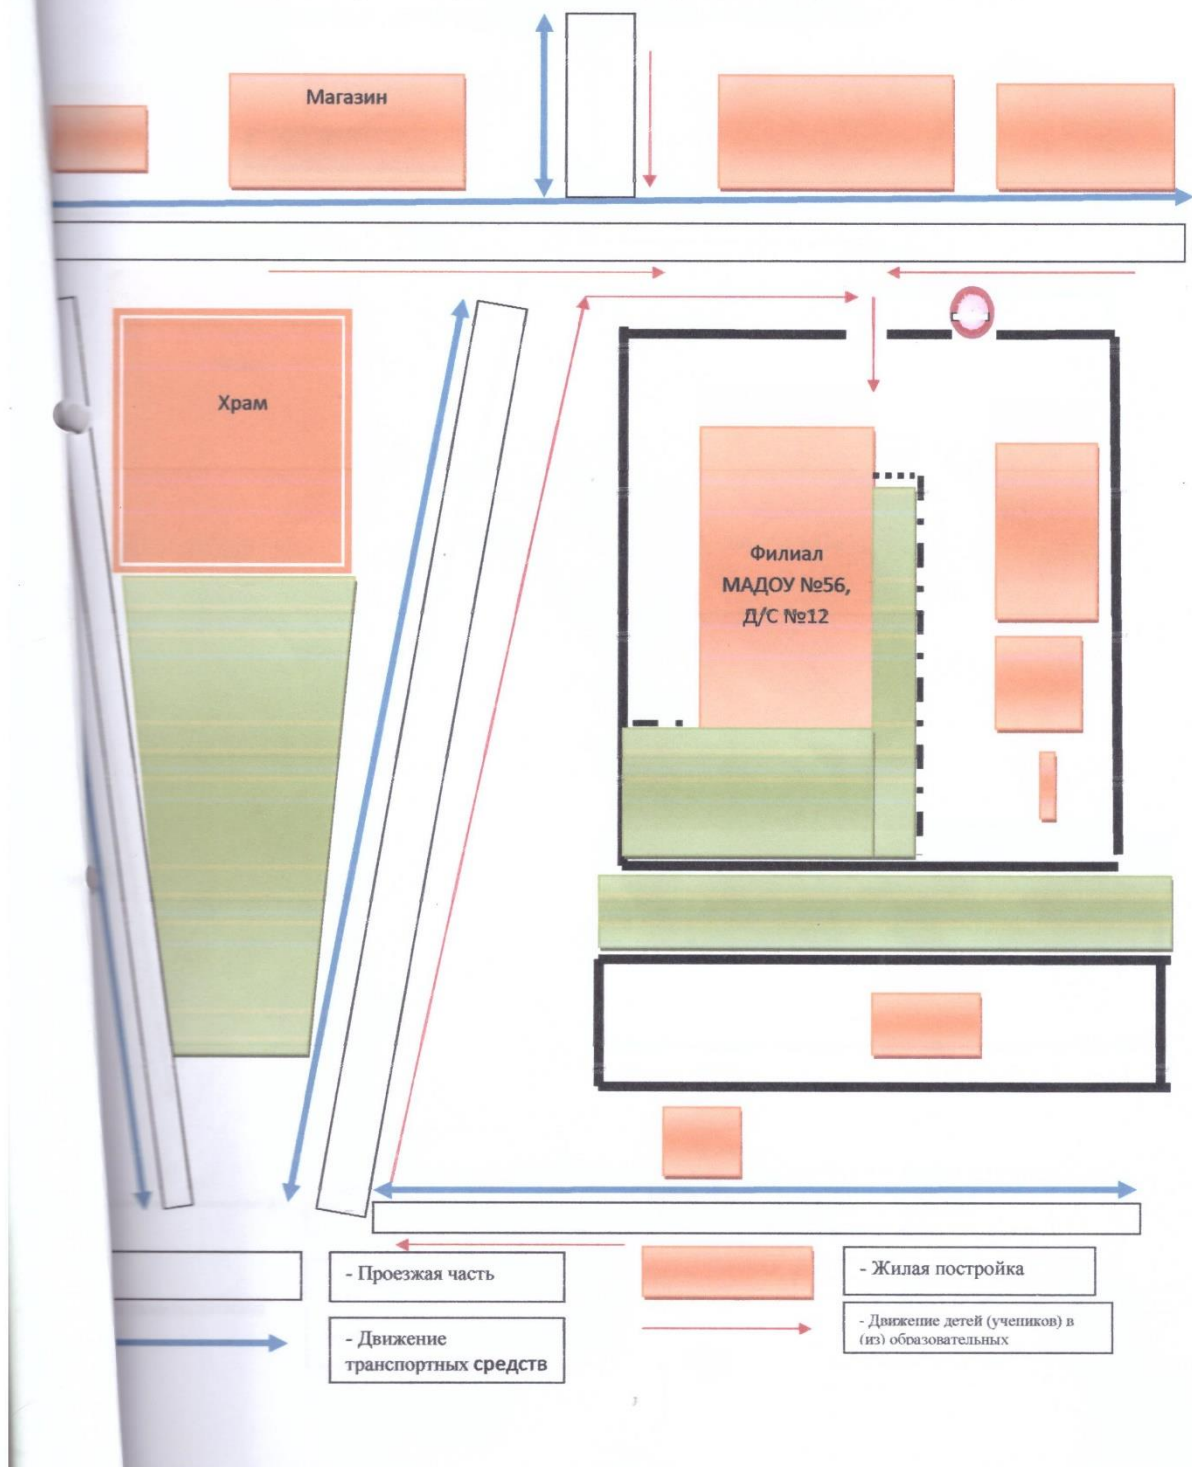 Магазин
Храм
Филиал
МАДОУ №56,
Д/С №12
- Проезжая часть
- Жилая постройка
- Движение
транспортных средств
- Движение детей (учеников) в
(из) образовательных